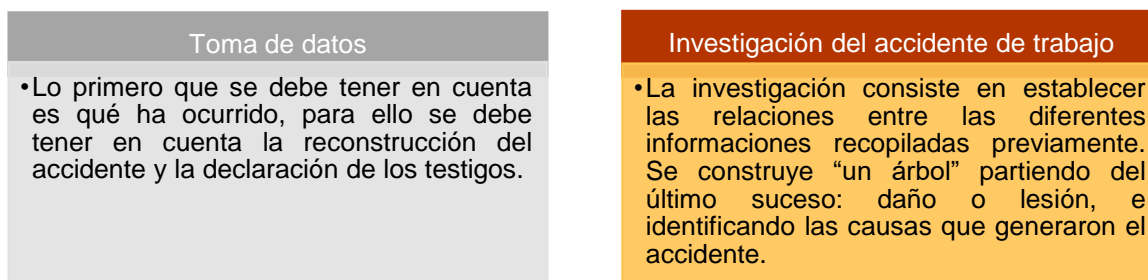 Toma de datos
•Lo primero que se debe tener en cuenta
es qué ha ocurrido, para ello se debe
tener en cuenta la reconstrucción del
accidente y la declaración de los testigos.
Investigación del accidente de trabajo
•La investigación consiste en establecer
las relaciones entre las diferentes
informaciones recopiladas previamente.
Se construye “un árbol” partiendo del
último suceso: daño o lesión, e
identificando las causas que generaron el
accidente.